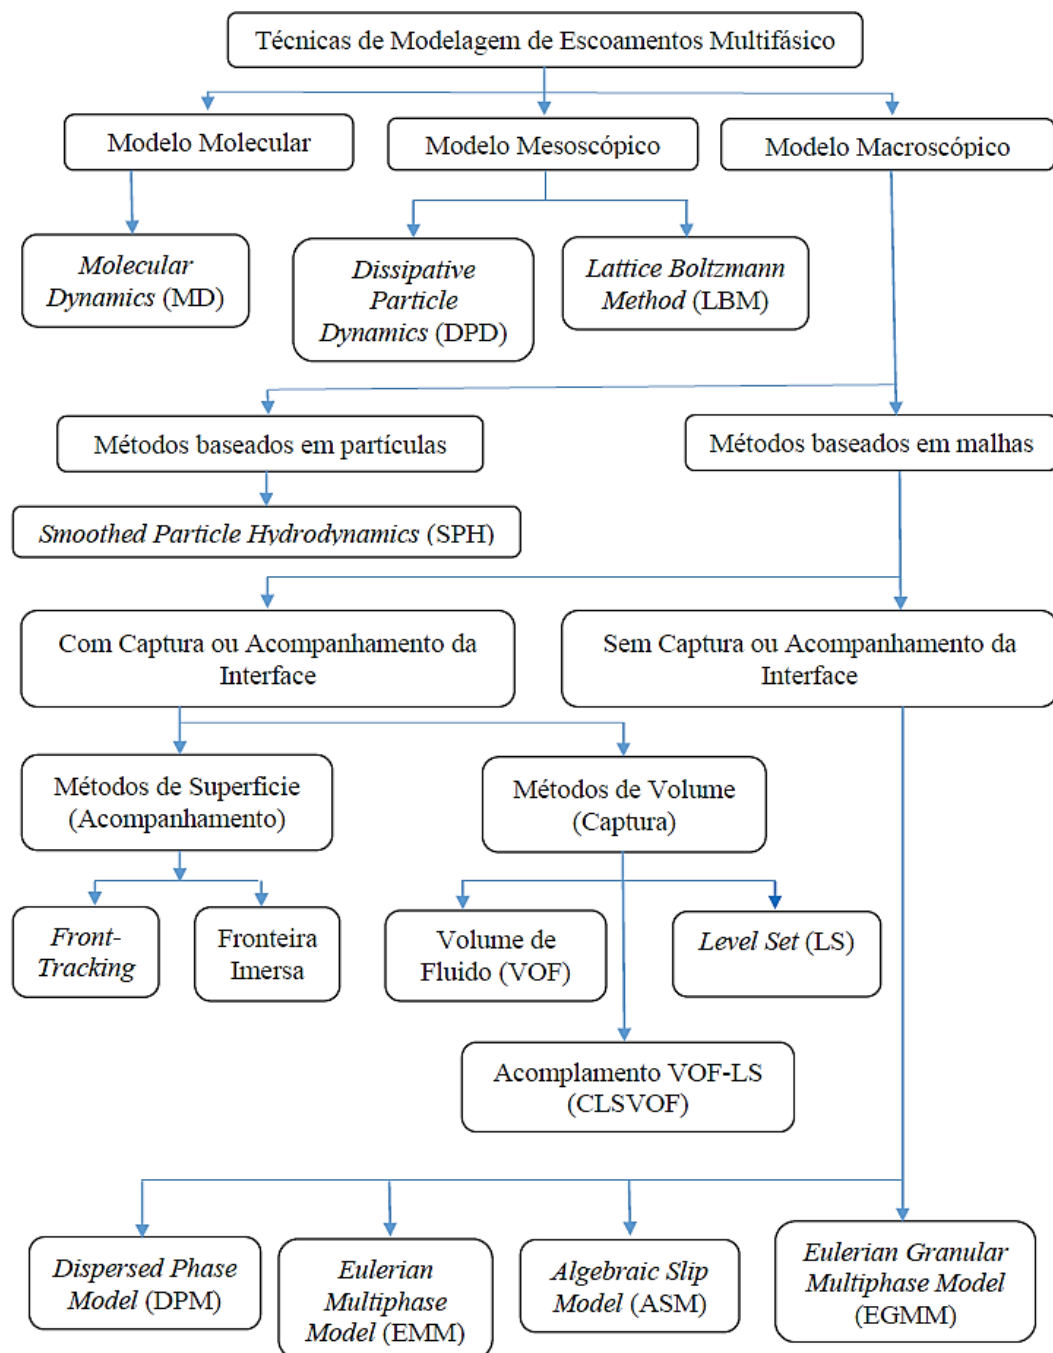 Técnicas de Modelagem de Escoamentos Multifásico
Modelo Molecular
Modelo Mesoscópico
Modelo Macroscópico
Molecular
Dynamics (MD)
Dissipative
Particle
Dynamics (DPD)
Lattice Boltzmann
Method (LBM)
Métodos baseados em partículas
Métodos baseados em malhas
Smoothed Particle Hydrodynamics (SPH)
Com Captura ou Acompanhamento da
Interface
Sem Captura ou Acompanhamento da
Interface
Métodos de Superficie
(Acompanhamento)
Métodos de Volume
(Captura)
Front-
Tracking
Fronteira
Imersa
Volume de
Fluido (VOF)
Level Set (LS)
Acomplamento VOF-LS
(CLSVOF)
Dispersed Phase
Model (DPM)
Eulerian
Multiphase
Model (EMM)
Algebraic Slip
Model (ASM)
Eulerian Granular
Multiphase Model
(EGMM)